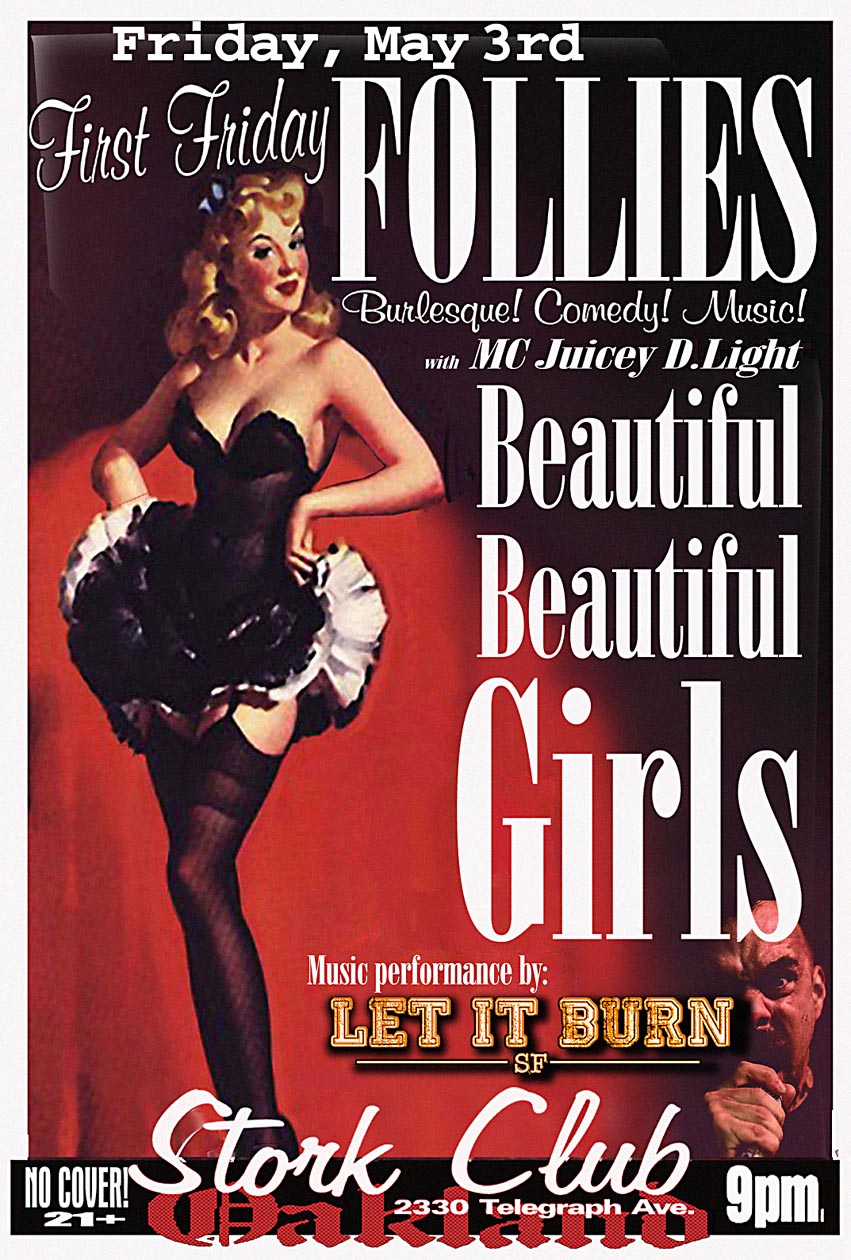 Friday, May 3rd
First Friday
FOLLIES
Burlesque! Comedy! Music!
with MC Juicey D.Light
Beautiful
Beautiful
Girls
Music performance by:
LET IT BURN
SF
Stork Club
NO COVER!
21+
2330 Telegraph Ave.
Oakland
9pm.